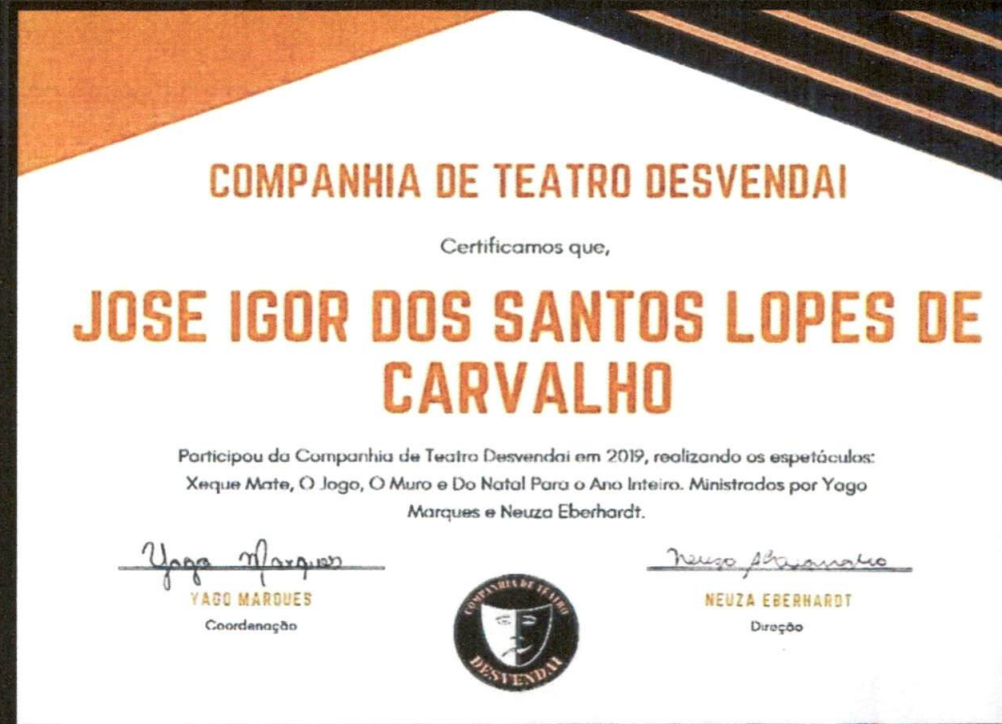 COMPANHIA DE TEATRO DESVENDAI
Certificamos que,
JOSE IGOR DOS SANTOS LOPES DE
CARVALHO
Participou da Companhia de Teatro Desvendai em 2019, realizando os espetáculos:
Xeque Mate, O Jogo, O Muro e Do Natal Para o Ano Inteiro. Ministrados por Yago
Marques e Neuza Eberhardt.
Yago Marques
Neuza
YAGO MARQUES
NEUZA EBERHARDT
Coordenação
Direção
COMPANHIA DE TEATRO
DESVENDAI